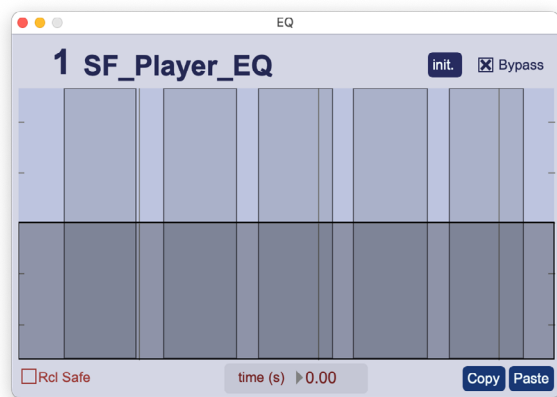 EQ
1 SF_Player_EQ init. Bypass
Rcl Safe time (s) 0.00 Copy Paste